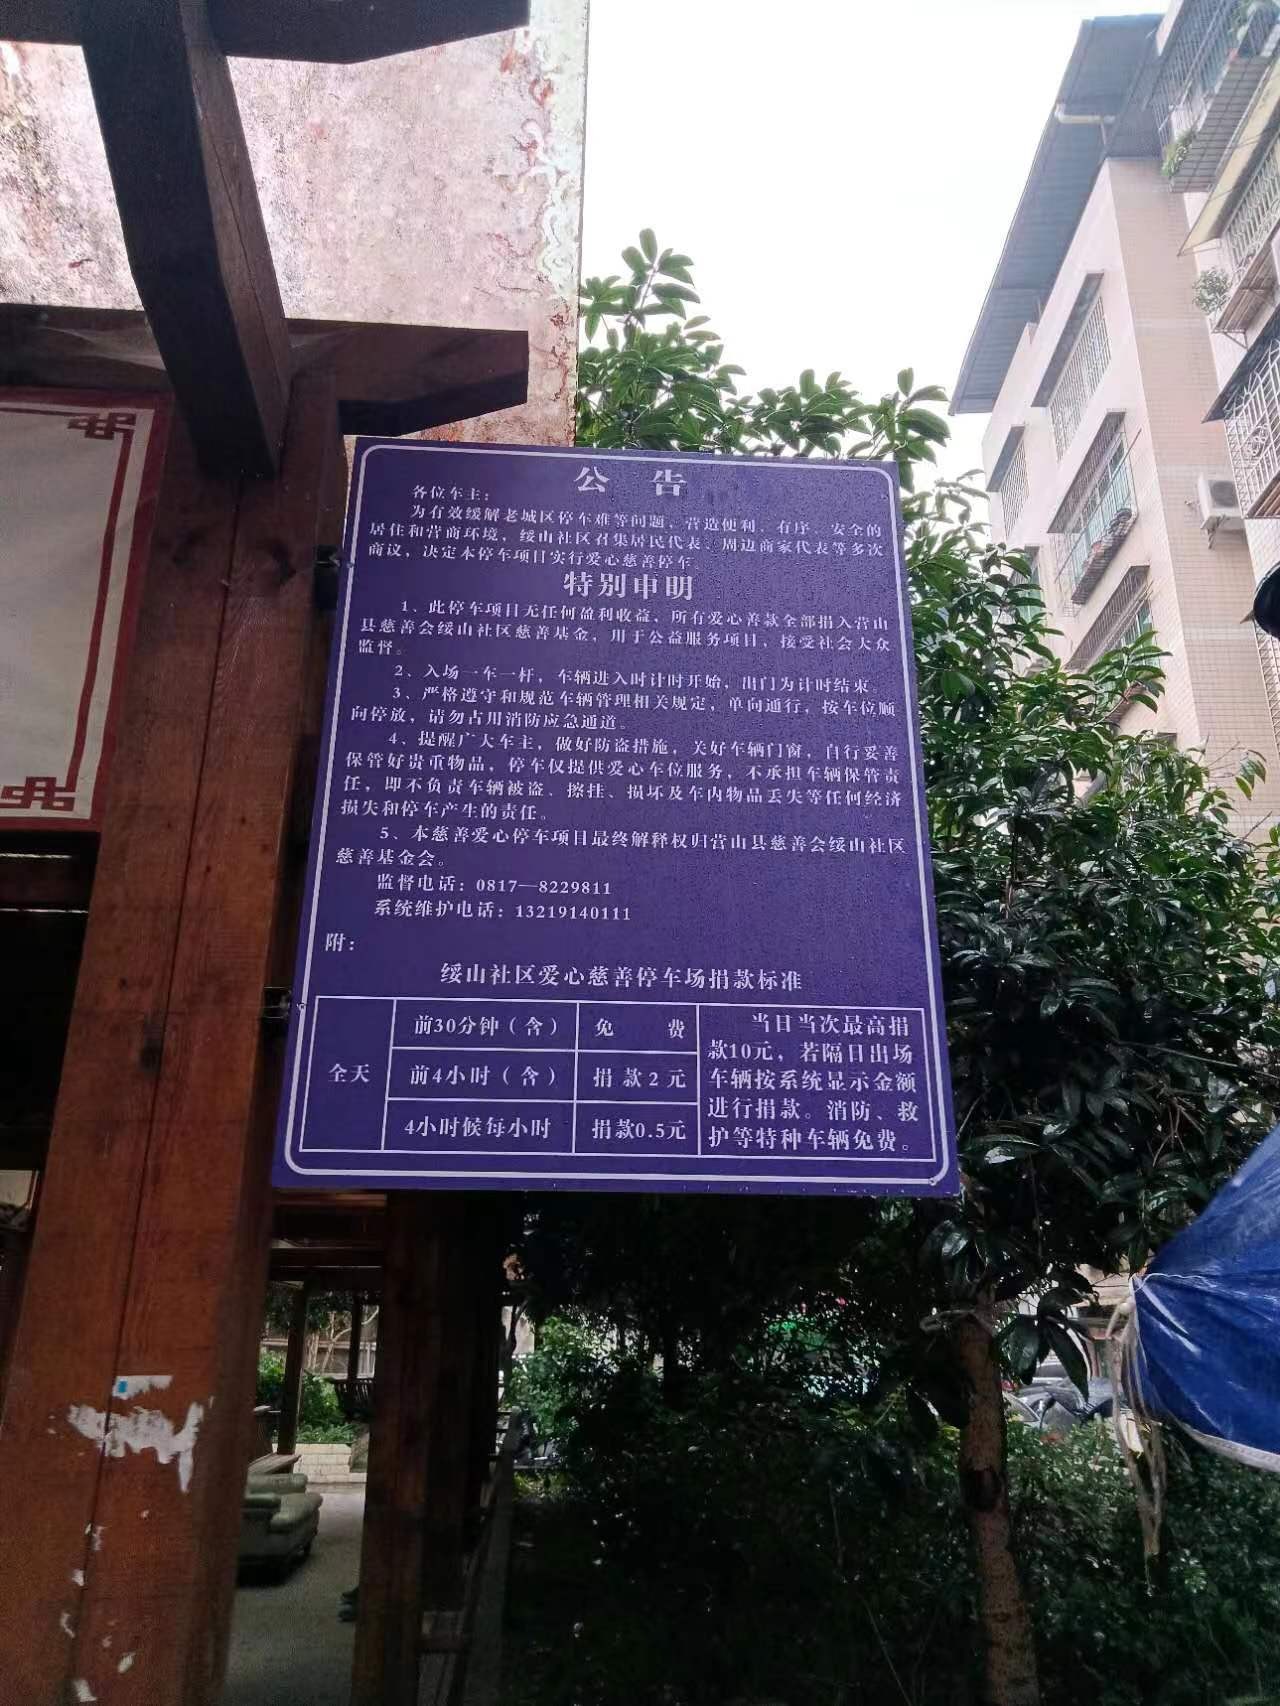 公 告
各位车主：
为有效缓解老城区停车难等问题，营造便利、有序、安全的
居住和营商环境，绥山社区召集居民代表、周边商家代表等多次
商议，决定本停车项目实行爱心慈善停车
特别申明
1、此停车项目无任何盈利收益，所有爱心善款全部捐入营山
县慈善会绥山社区慈善基金，用于公益服务项目，接受社会大众
监督。
2、入场一车一杆，车辆进入时计时开始，出门为计时结束。
3、严格遵守和规范车辆管理相关规定，单向通行，按车位顺
向停放，请勿占用消防应急通道。
4、提醒广大车主，做好防盗措施，关好车辆门窗，自行妥善
保管好贵重物品，停车仅提供爱心车位服务，不承担车辆保管责
任，即不负责车辆被盗、擦挂、损坏及车内物品丢失等任何经济
损失和停车产生的责任。
5、本慈善爱心停车项目最终解释权归营山县慈善会绥山社区
慈善基金会。
监督电话：0817—8229811
系统维护电话：13219140111
附：
绥山社区爱心慈善停车场捐款标准
全天
前30分钟（含） 免 费
前4小时（含） 捐款2元
4小时候每小时 捐款0.5元
当日当次最高捐
款10元，若隔日出场
车辆按系统显示金额
进行捐款。消防、救
护等特种车辆免费。